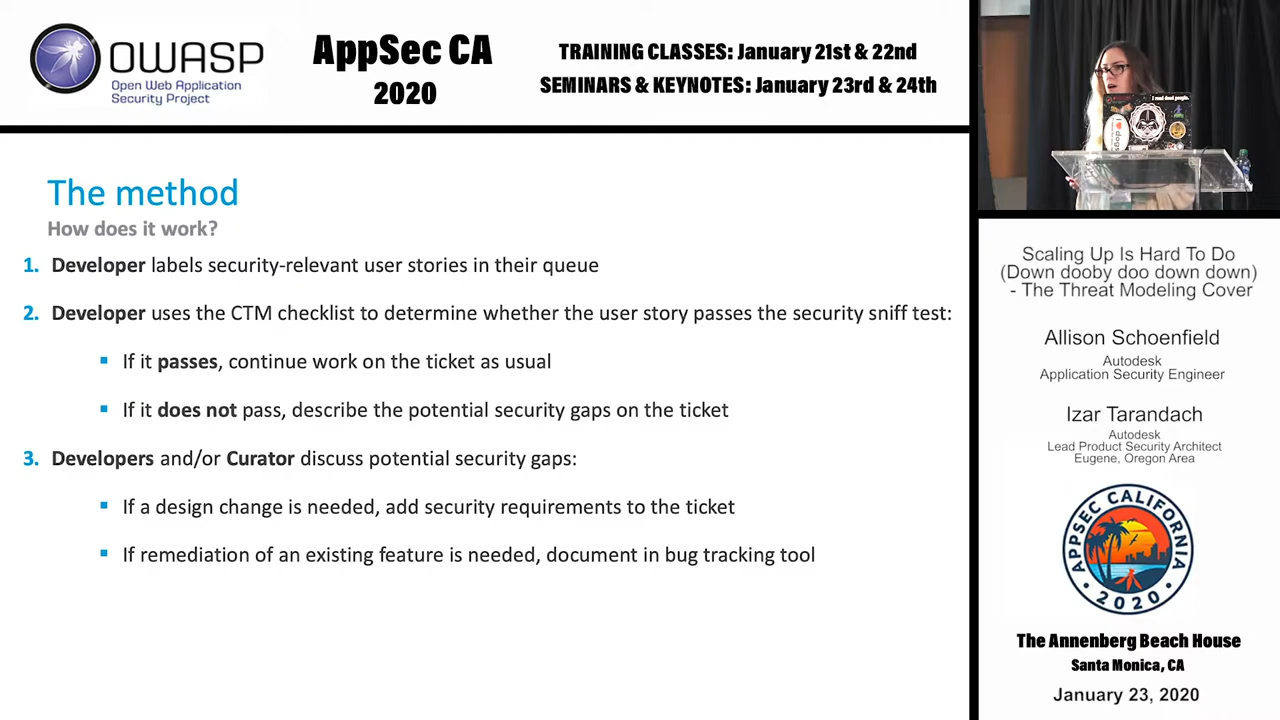 OWASP
Open Web Application
Security Project
AppSec CA
2020
TRAINING CLASSES: January 21st & 22nd
SEMINARS & KEYNOTES: January 23rd & 24th
The method
How does it work?
1. Developer labels security-relevant user stories in their queue
2. Developer uses the CTM checklist to determine whether the user story passes the security sniff test:
▪ If it passes, continue work on the ticket as usual
▪ If it does not pass, describe the potential security gaps on the ticket
3. Developers and/or Curator discuss potential security gaps:
▪ If a design change is needed, add security requirements to the ticket
▪ If remediation of an existing feature is needed, document in bug tracking tool
I read dead people.
I ♥ dogs
Scaling Up Is Hard To Do
(Down dooby doo down down)
- The Threat Modeling Cover
Allison Schoenfield
Autodesk
Application Security Engineer
Izar Tarandach
Autodesk
Lead Product Security Architect
Eugene, Oregon Area
APPSEC CALIFORNIA
• 2020 •
The Annenberg Beach House
Santa Monica, CA
January 23, 2020